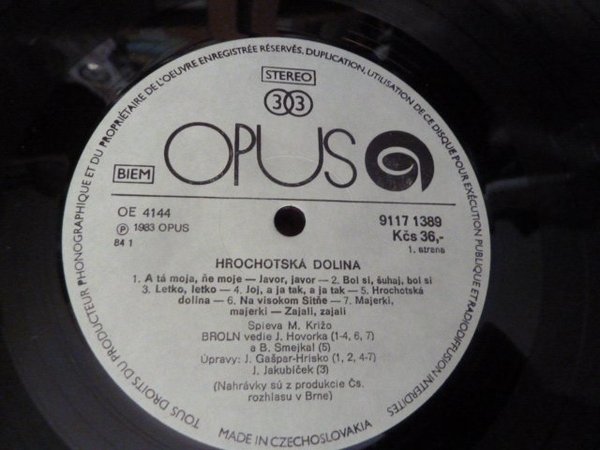 TOUS DROITS DU PRODUCTEUR PHONOGRAPHIQUE ET DU PROPRIÉTAIRE DE L'OEUVRE ENREGISTRÉE RÉSERVÉS. DUPLICATION, UTILISATION DE CE DISQUE POUR EXÉCUTION PUBLIQUE ET RADIODIFFUSION INTERDITES
STEREO
33
OPUS
BIEM
OE 4144
9117 1389
Ⓟ 1983 OPUS
Kčs 36,-
84 1
1. strana
HROCHOTSKÁ DOLINA
1. A tá moja, ňe moje — Javor, javor — 2. Bol si, šuhaj, bol si
3. Letko, letko — 4. Joj, a ja tak, a ja tak — 5. Hrochotská
dolina — 6. Na visokom Sitňe — 7. Majerki,
majerki — Zajali, zajali
Spieva M. Križo
BROLN vedie J. Hovorka (1-4, 6, 7)
a B. Smejkal (5)
Úpravy: J. Gašpar-Hrisko (1, 2, 4-7)
J. Jakubíček (3)
(Nahrávky sú z produkcie Čs.
rozhlasu v Brne)
MADE IN CZECHOSLOVAKIA